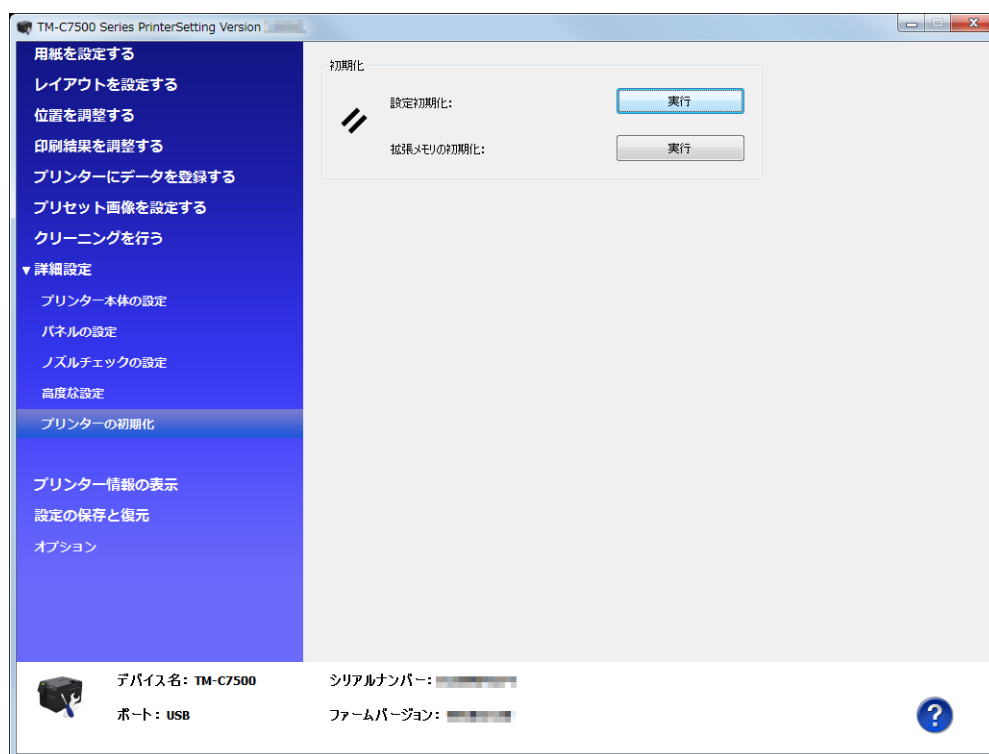 TM-C7500 Series PrinterSetting Version
用紙を設定する
レイアウトを設定する
位置を調整する
印刷結果を調整する
プリンターにデータを登録する
プリセット画像を設定する
クリーニングを行う
▼詳細設定
プリンター本体の設定
パネルの設定
ノズルチェックの設定
高度な設定
プリンターの初期化
プリンター情報の表示
設定の保存と復元
オプション
初期化
設定初期化: 実行
拡張メモリの初期化: 実行
デバイス名: TM-C7500
シリアルナンバー:
ポート: USB
ファームバージョン:
?